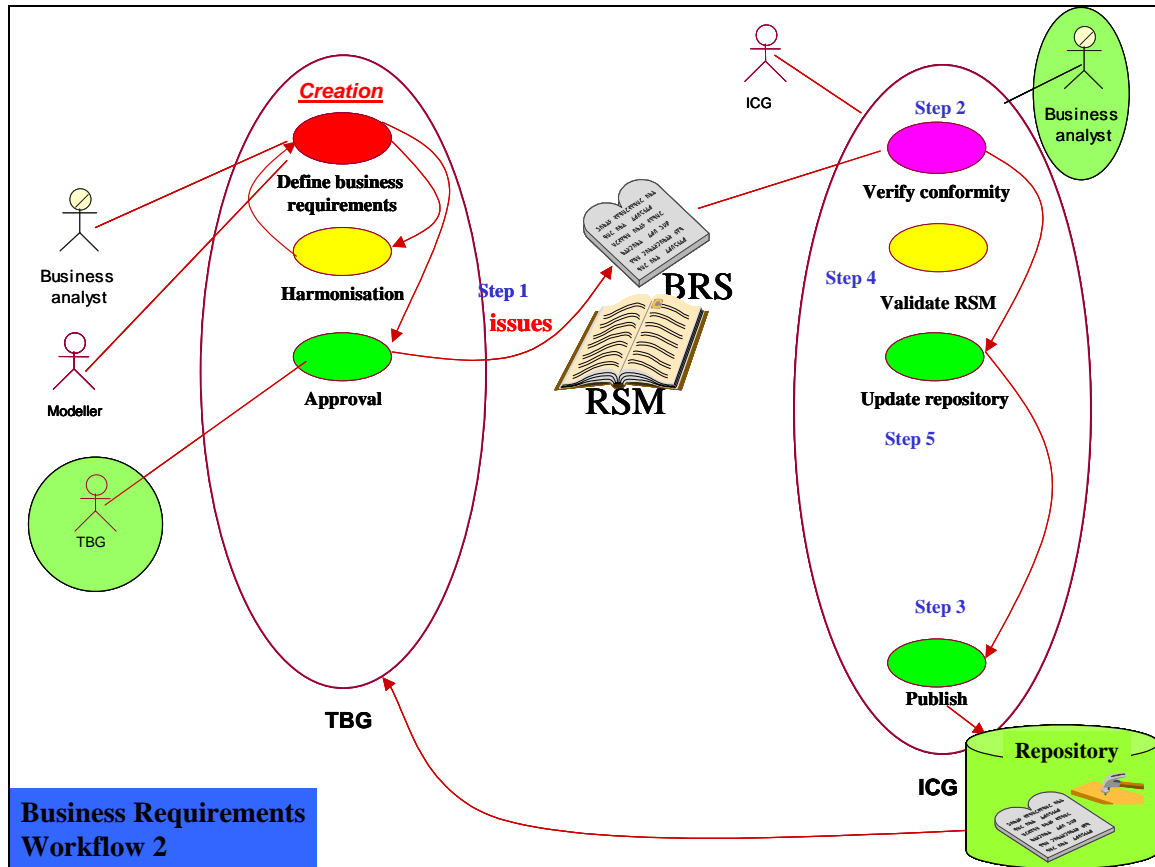 Creation
Define business
requirements
Harmonisation
Approval
Business
analyst
Modeller
TBG
TBG
Step 1
issues
BRS
RSM
ICG
Business
analyst
Step 2
Verify conformity
Step 4
Validate RSM
Update repository
Step 5
Step 3
Publish
ICG
Repository
Business Requirements
Workflow 2